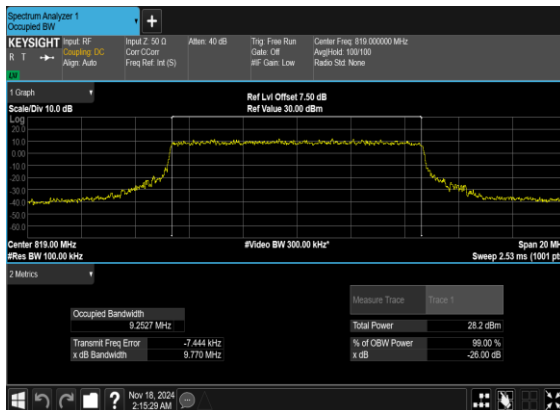 Spectrum Analyzer 1
Occupied BW
KEYSIGHT
R T
LXI
Input: RF
Coupling: DC
Align: Auto
Input Z: 50 Ω
Corr CCorr
Freq Ref: Int (S)
Atten: 40 dB
Trig: Free Run
Gate: Off
#IF Gain: Low
Center Freq: 819.000000 MHz
Avg|Hold: 100/100
Radio Std: None
1 Graph
Scale/Div 10.0 dB
Ref Lvl Offset 7.50 dB
Ref Value 30.00 dBm
Log
20.0
10.0
0.00
-10.0
-20.0
-30.0
-40.0
-50.0
-60.0
Center 819.00 MHz
#Res BW 100.00 kHz
#Video BW 300.00 kHz*
Span 20 MH
Sweep 2.53 ms (1001 pts
2 Metrics
Measure Trace
Trace 1
Occupied Bandwidth
9.2527 MHz
Total Power
28.2 dBm
Transmit Freq Error
-7.444 kHz
% of OBW Power
99.00 %
x dB Bandwidth
9.770 MHz
x dB
-26.00 dB
?
Nov 18, 2024
2:15:29 AM